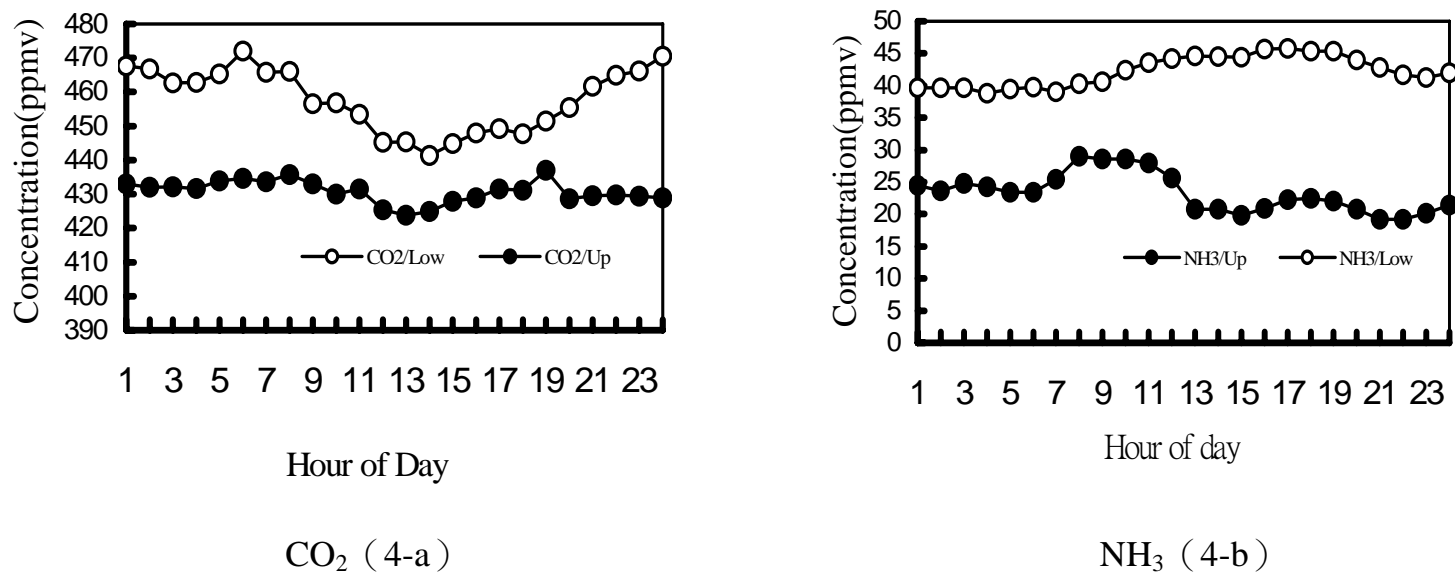 Concentration(ppmv)
480
470
460
450
440
430
420
410
400
390
CO2/Low
CO2/Up
1 3 5 7 9 11 13 15 17 19 21 23
Hour of Day
CO₂（4-a）
Concentration(ppmv)
50
45
40
35
30
25
20
15
10
5
0
NH3/Up
NH3/Low
1 3 5 7 9 11 13 15 17 19 21 23
Hour of day
NH₃（4-b）